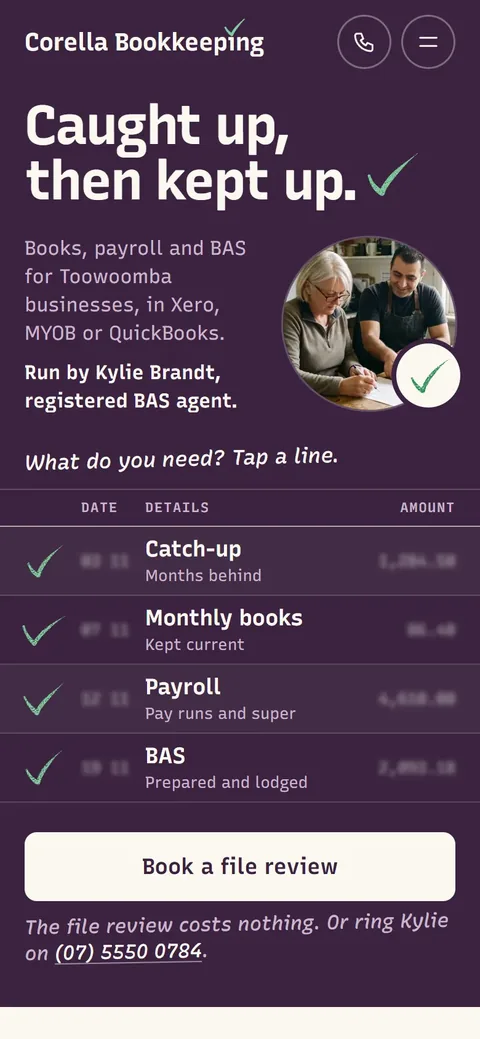 Corella Bookkeeping
Caught up,
then kept up.
Books, payroll and BAS
for Toowoomba
businesses, in Xero,
MYOB or QuickBooks.
Run by Kylie Brandt,
registered BAS agent.
What do you need? Tap a line.
DATE DETAILS AMOUNT
Catch-up
Months behind
Monthly books
Kept current
Payroll
Pay runs and super
BAS
Prepared and lodged
Book a file review
The file review costs nothing. Or ring Kylie
on (07) 5550 0784.